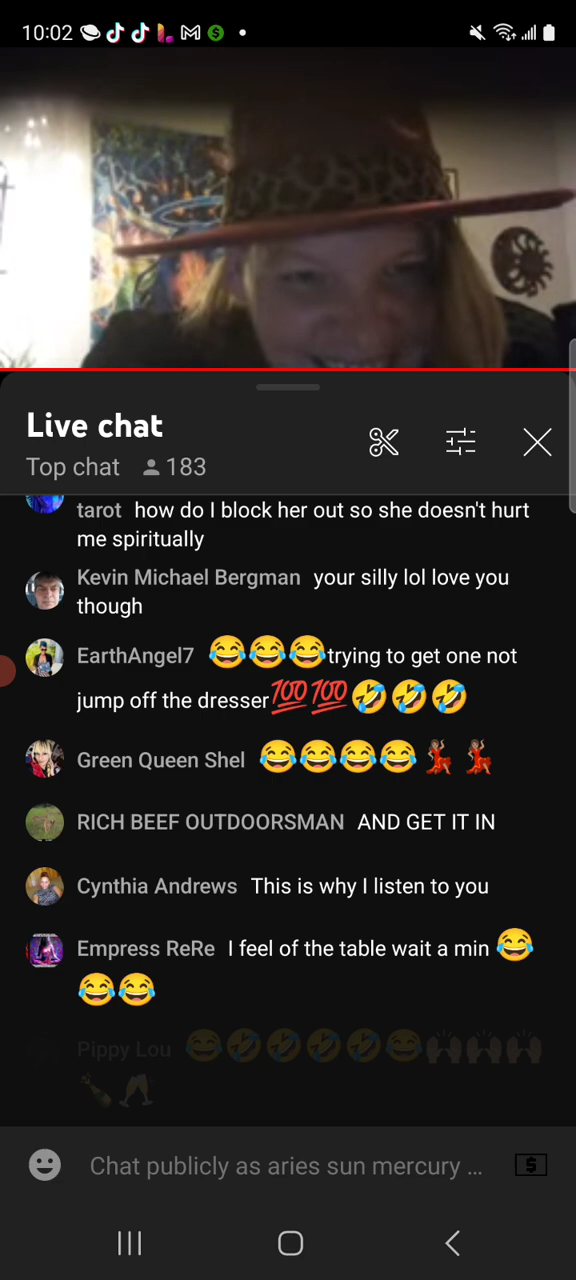 10:02
Live chat
Top chat 183
tarot how do I block her out so she doesn't hurt
me spiritually
Kevin Michael Bergman your silly lol love you
though
EarthAngel7 😂😂😂trying to get one not
jump off the dresser💯💯🤣🤣🤣
Green Queen Shel 😂😂😂😂💃🏽💃🏽
RICH BEEF OUTDOORSMAN AND GET IT IN
Cynthia Andrews This is why I listen to you
Empress ReRe I feel of the table wait a min 😂
😂😂
Pippy Lou 😂🤣🤣🤣🤣😂🙌🏿🙌🏿🙌🏿
🍾🥂
Chat publicly as aries sun mercury ...